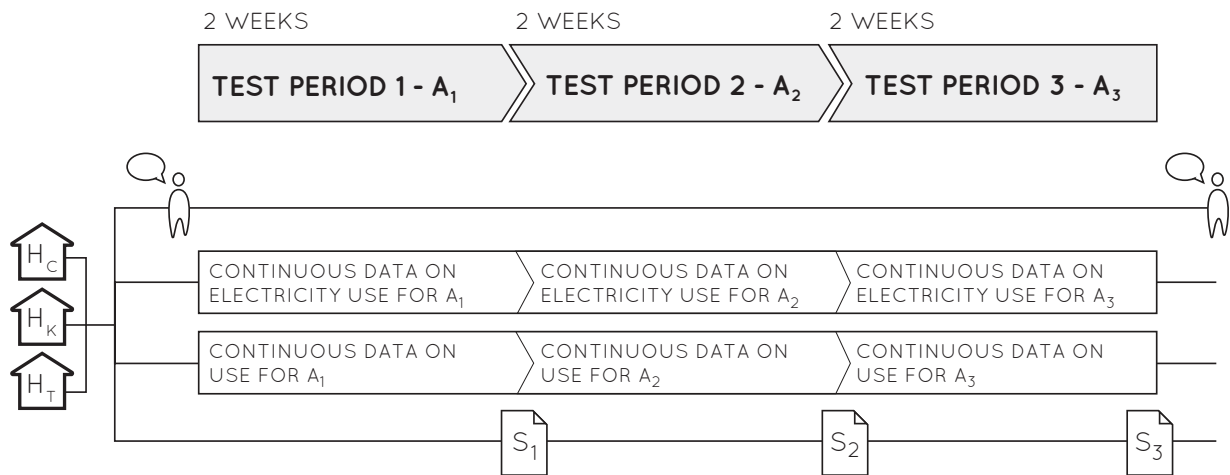 2 WEEKS 2 WEEKS 2 WEEKS
TEST PERIOD 1 - A₁ TEST PERIOD 2 - A₂ TEST PERIOD 3 - A₃
H_C
CONTINUOUS DATA ON
ELECTRICITY USE FOR A₁
CONTINUOUS DATA ON
ELECTRICITY USE FOR A₂
CONTINUOUS DATA ON
ELECTRICITY USE FOR A₃
H_K
CONTINUOUS DATA ON
USE FOR A₁
CONTINUOUS DATA ON
USE FOR A₂
CONTINUOUS DATA ON
USE FOR A₃
H_T
S₁ S₂ S₃